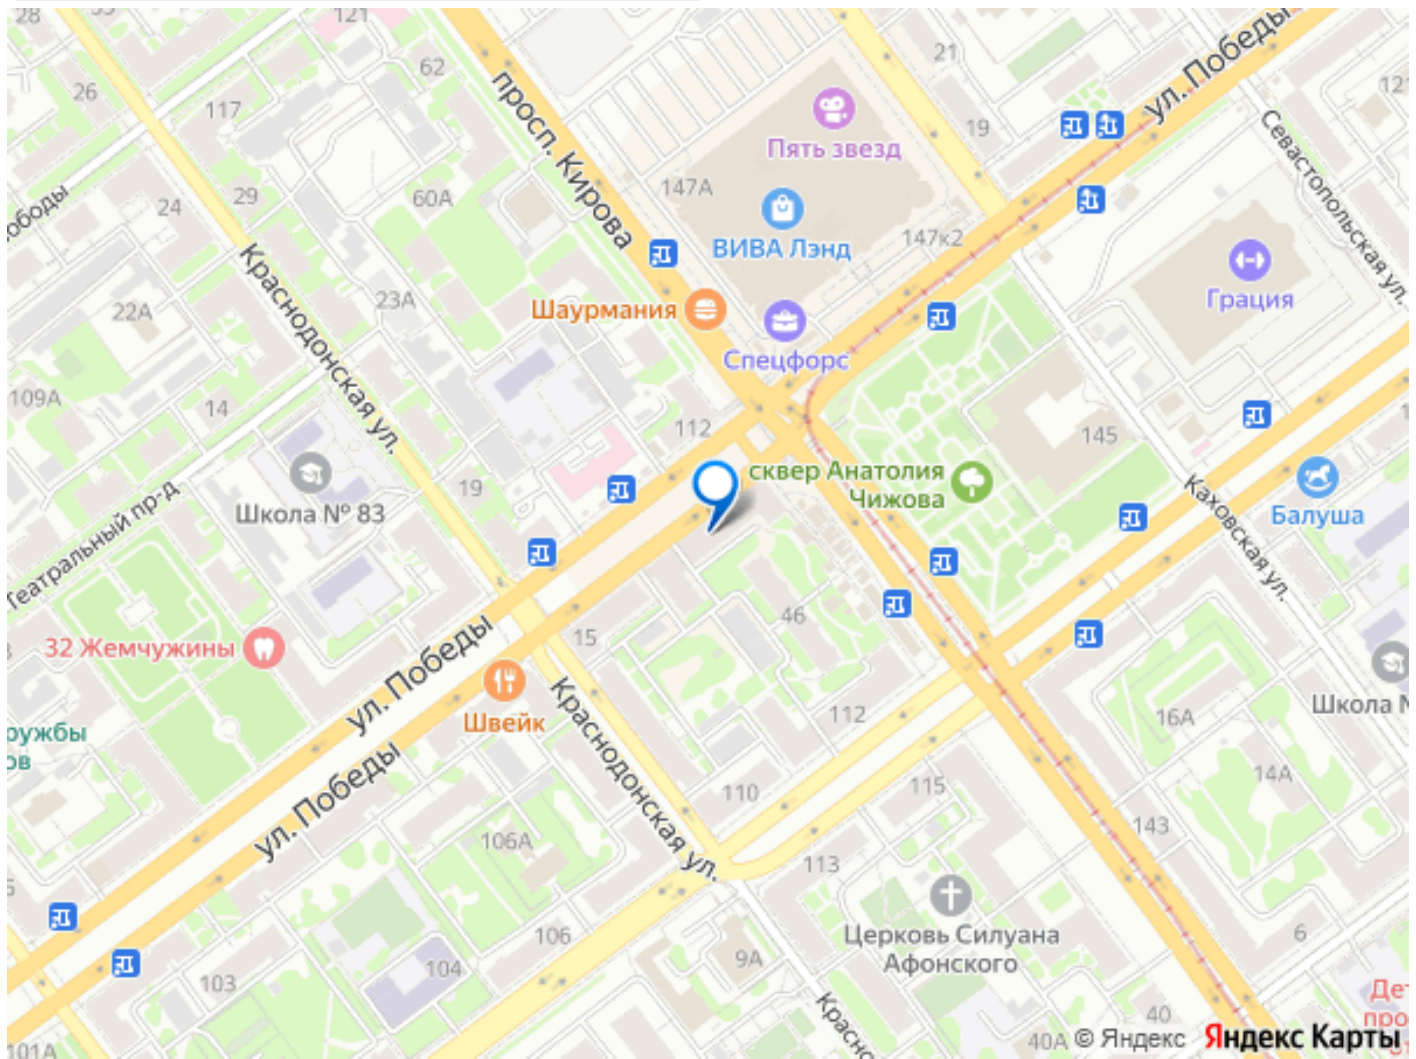 28
121
62
26
117
просп. Кирова
21
ул. Победы
121
19
Пять звезд
Севастопольская ул.
147А
29
24
60А
ВИВА Лэнд
147к2
Краснодонская ул.
23А
22А
Шаурмания
Спецфорс
Грация
109А
14
112
145
сквер Анатолия
Чижова
19
Школа № 83
Театральный пр-д
Каховская ул.
Балуша
32 Жемчужины
ул. Победы
15
46
Швейк
Краснодонская ул.
112
16А
Школа
14А
ул. Победы
110
115
143
106А
113
Церковь Силуана
Афонского
106
104
103
9А
6
40
40А
101А
© Яндекс
Яндекс Карты